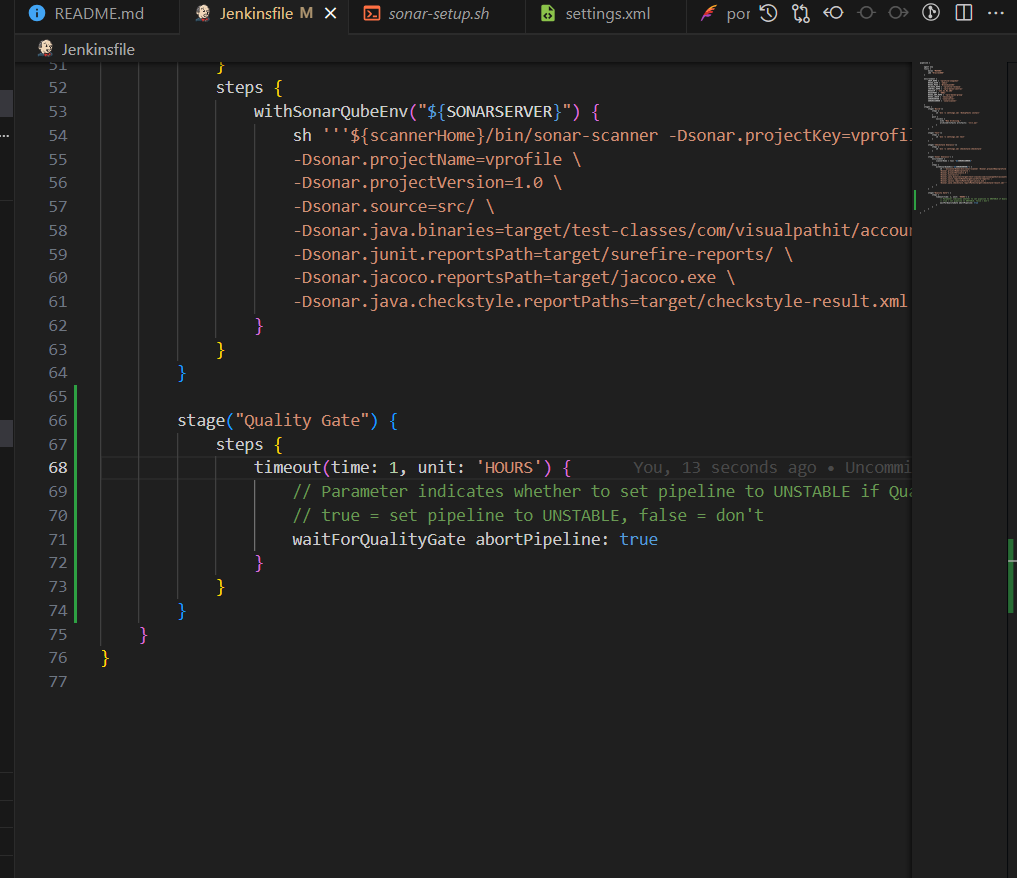 README.md Jenkinsfile M sonar-setup.sh settings.xml por
Jenkinsfile
51 }
52 steps {
53 withSonarQubeEnv("${SONARSERVER}") {
54 sh '''${scannerHome}/bin/sonar-scanner -Dsonar.projectKey=vprofil
55 -Dsonar.projectName=vprofile \
56 -Dsonar.projectVersion=1.0 \
57 -Dsonar.source=src/ \
58 -Dsonar.java.binaries=target/test-classes/com/visualpathit/accou
59 -Dsonar.junit.reportsPath=target/surefire-reports/ \
60 -Dsonar.jacoco.reportsPath=target/jacoco.exe \
61 -Dsonar.java.checkstyle.reportPaths=target/checkstyle-result.xml
62 }
63 }
64 }
65
66 stage("Quality Gate") {
67 steps {
68 timeout(time: 1, unit: 'HOURS') { You, 13 seconds ago • Uncommi
69 // Parameter indicates whether to set pipeline to UNSTABLE if Qua
70 // true = set pipeline to UNSTABLE, false = don't
71 waitForQualityGate abortPipeline: true
72 }
73 }
74 }
75 }
76 }
77